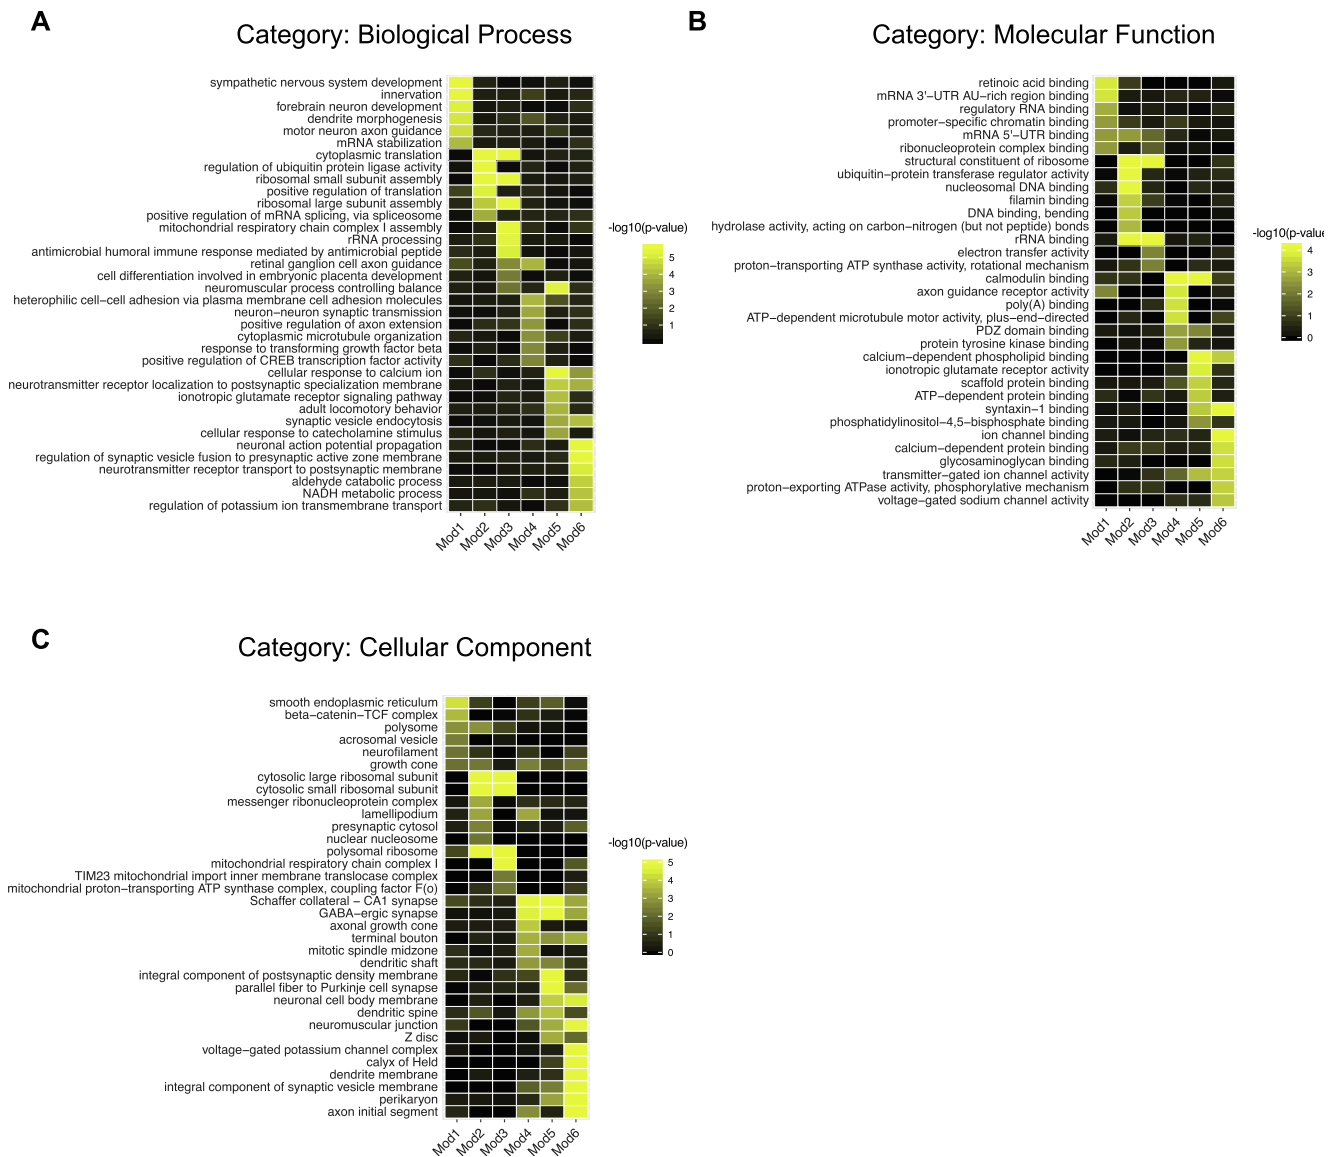 A
Category: Biological Process
sympathetic nervous system development
innervation
forebrain neuron development
dendrite morphogenesis
motor neuron axon guidance
mRNA stabilization
cytoplasmic translation
regulation of ubiquitin protein ligase activity
ribosomal small subunit assembly
positive regulation of translation
ribosomal large subunit assembly
positive regulation of mRNA splicing, via spliceosome
mitochondrial respiratory chain complex I assembly
rRNA processing
antimicrobial humoral immune response mediated by antimicrobial peptide
retinal ganglion cell axon guidance
cell differentiation involved in embryonic placenta development
neuromuscular process controlling balance
heterophilic cell−cell adhesion via plasma membrane cell adhesion molecules
neuron−neuron synaptic transmission
positive regulation of axon extension
cytoplasmic microtubule organization
response to transforming growth factor beta
positive regulation of CREB transcription factor activity
cellular response to calcium ion
neurotransmitter receptor localization to postsynaptic specialization membrane
ionotropic glutamate receptor signaling pathway
adult locomotory behavior
synaptic vesicle endocytosis
cellular response to catecholamine stimulus
neuronal action potential propagation
regulation of synaptic vesicle fusion to presynaptic active zone membrane
neurotransmitter receptor transport to postsynaptic membrane
aldehyde catabolic process
NADH metabolic process
regulation of potassium ion transmembrane transport
Mod1
Mod2
Mod3
Mod4
Mod5
Mod6
-log10(p-value)
5
4
3
2
1
B
Category: Molecular Function
retinoic acid binding
mRNA 3'−UTR AU−rich region binding
regulatory RNA binding
promoter−specific chromatin binding
mRNA 5'−UTR binding
ribonucleoprotein complex binding
structural constituent of ribosome
ubiquitin−protein transferase regulator activity
nucleosomal DNA binding
filamin binding
DNA binding, bending
hydrolase activity, acting on carbon−nitrogen (but not peptide) bonds
rRNA binding
electron transfer activity
proton−transporting ATP synthase activity, rotational mechanism
calmodulin binding
axon guidance receptor activity
poly(A) binding
ATP−dependent microtubule motor activity, plus−end−directed
PDZ domain binding
protein tyrosine kinase binding
calcium−dependent phospholipid binding
ionotropic glutamate receptor activity
scaffold protein binding
ATP−dependent protein binding
syntaxin−1 binding
phosphatidylinositol−4,5−bisphosphate binding
ion channel binding
calcium−dependent protein binding
glycosaminoglycan binding
transmitter−gated ion channel activity
proton−exporting ATPase activity, phosphorylative mechanism
voltage−gated sodium channel activity
Mod1
Mod2
Mod3
Mod4
Mod5
Mod6
-log10(p-value)
4
3
2
1
0
C
Category: Cellular Component
smooth endoplasmic reticulum
beta−catenin−TCF complex
polysome
acrosomal vesicle
neurofilament
growth cone
cytosolic large ribosomal subunit
cytosolic small ribosomal subunit
messenger ribonucleoprotein complex
lamellipodium
presynaptic cytosol
nuclear nucleosome
polysomal ribosome
mitochondrial respiratory chain complex I
TIM23 mitochondrial import inner membrane translocase complex
mitochondrial proton−transporting ATP synthase complex, coupling factor F(o)
Schaffer collateral − CA1 synapse
GABA−ergic synapse
axonal growth cone
terminal bouton
mitotic spindle midzone
dendritic shaft
integral component of postsynaptic density membrane
parallel fiber to Purkinje cell synapse
neuronal cell body membrane
dendritic spine
neuromuscular junction
Z disc
voltage−gated potassium channel complex
calyx of Held
dendrite membrane
integral component of synaptic vesicle membrane
perikaryon
axon initial segment
Mod1
Mod2
Mod3
Mod4
Mod5
Mod6
-log10(p-value)
5
4
3
2
1
0